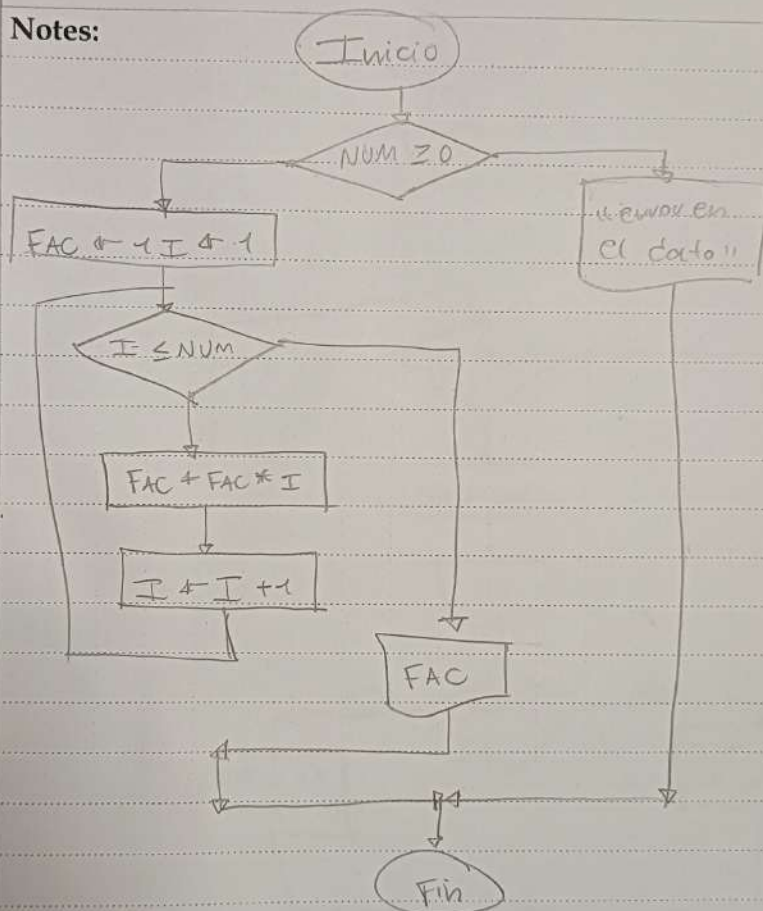 Notes:
Inicio
NUM ≥ 0
FAC ← 1 I ← 1
"error en
el dato"
I ≤ NUM
FAC ← FAC * I
I ← I + 1
FAC
Fin